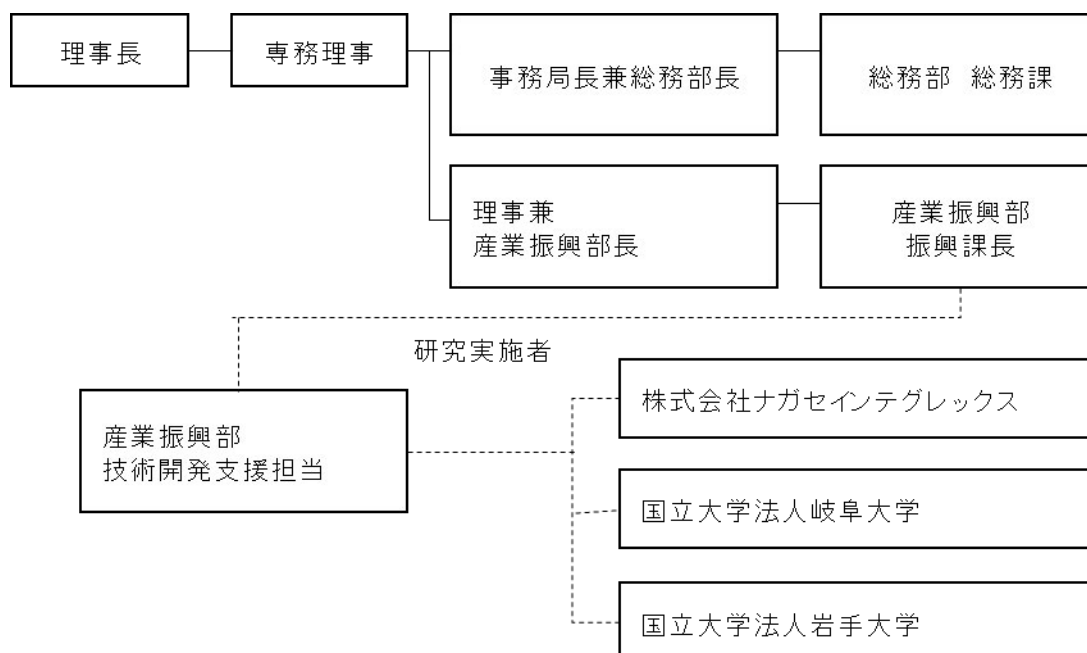 理事長
専務理事
事務局長兼総務部長
総務部 総務課
理事兼
産業振興部長
産業振興部
振興課長
研究実施者
産業振興部
技術開発支援担当
株式会社ナガセインテグレックス
国立大学法人岐阜大学
国立大学法人岩手大学